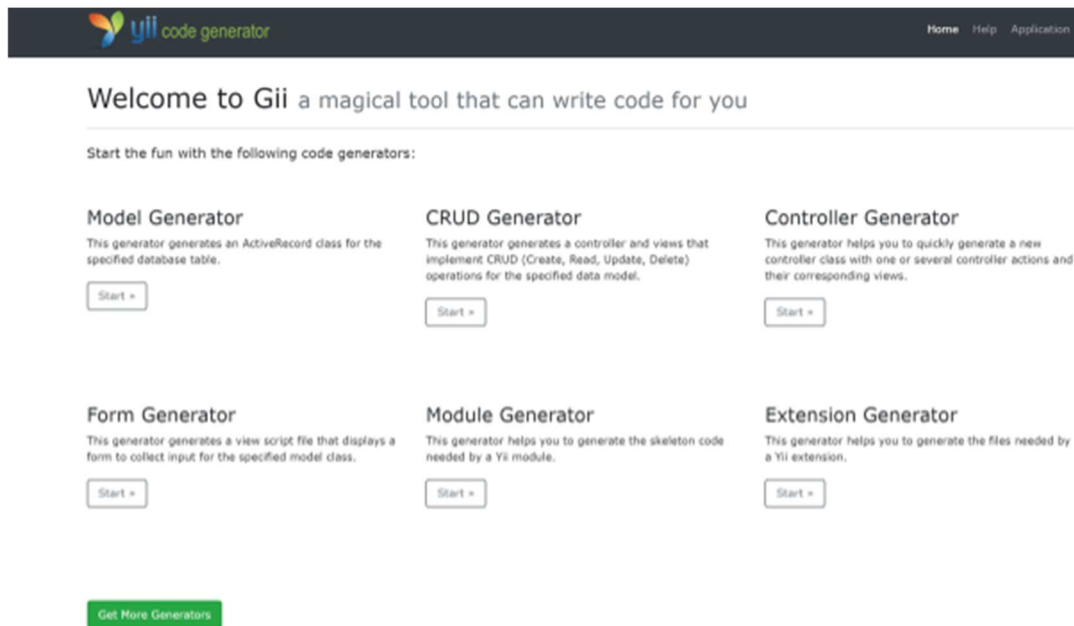 yii code generator
Home Help Application
Welcome to Gii a magical tool that can write code for you
Start the fun with the following code generators:
Model Generator
This generator generates an ActiveRecord class for the
specified database table.
Start »
CRUD Generator
This generator generates a controller and views that
implement CRUD (Create, Read, Update, Delete)
operations for the specified data model.
Start »
Controller Generator
This generator helps you to quickly generate a new
controller class with one or several controller actions and
their corresponding views.
Start »
Form Generator
This generator generates a view script file that displays a
form to collect input for the specified model class.
Start »
Module Generator
This generator helps you to generate the skeleton code
needed by a Yii module.
Start »
Extension Generator
This generator helps you to generate the files needed by
a Yii extension.
Start »
Get More Generators